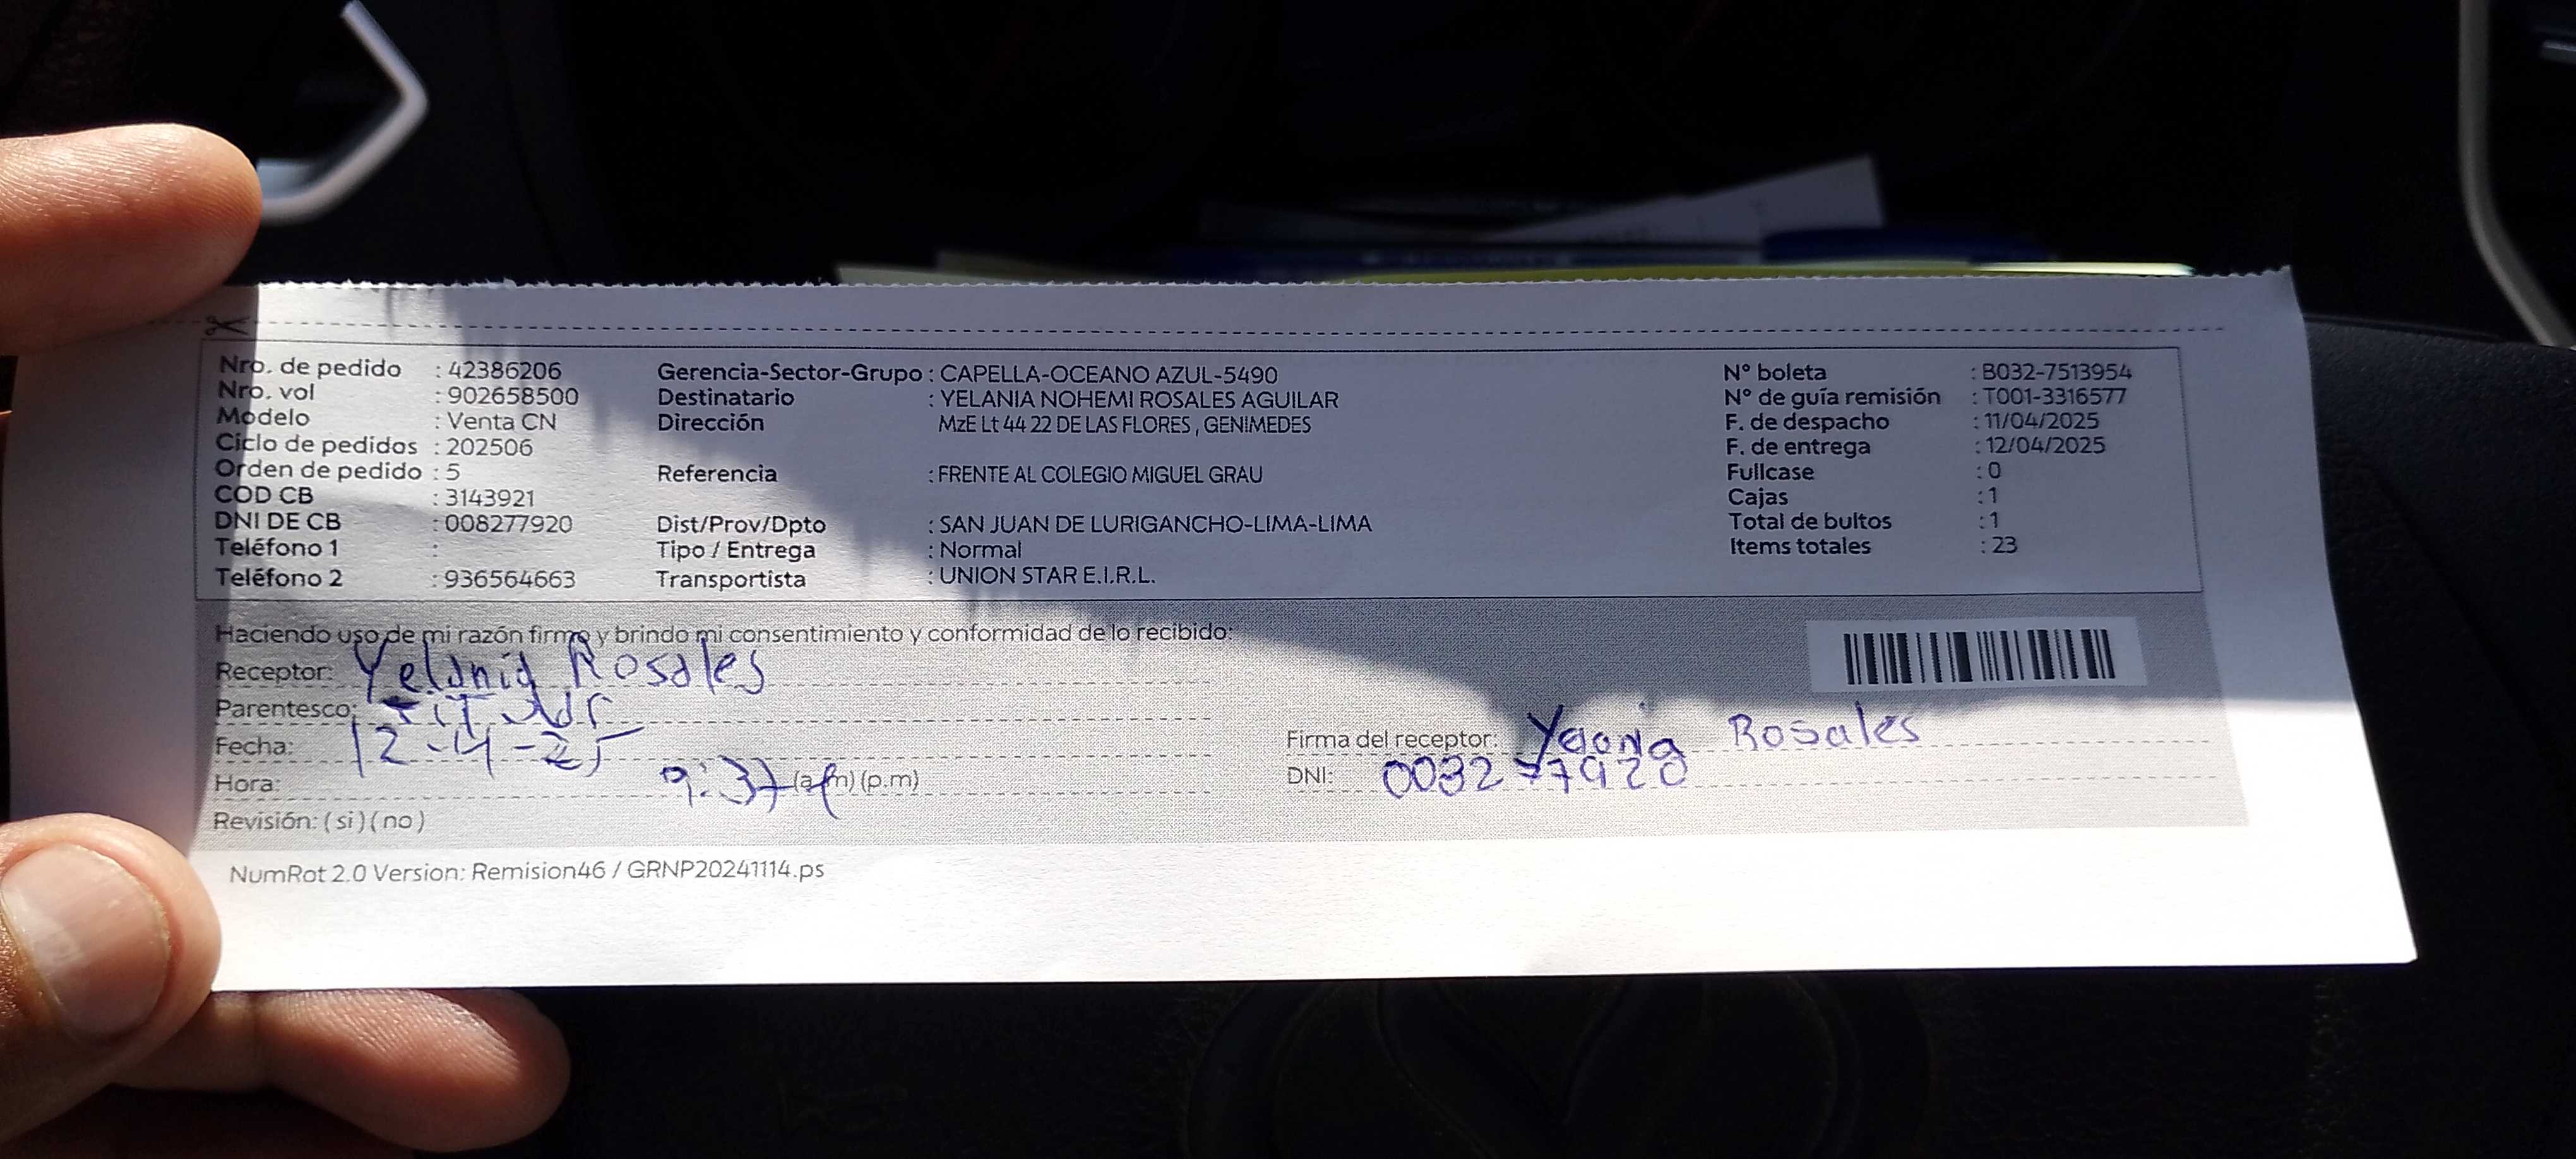 Nro. de pedido : 42386206
Nro. vol : 902658500
Modelo : Venta CN
Ciclo de pedidos : 202506
Orden de pedido : 5
COD CB : 3143921
DNI DE CB : 008277920
Teléfono 1 :
Teléfono 2 : 936564663
Gerencia-Sector-Grupo : CAPELLA-OCEANO AZUL-5490
Destinatario : YELANIA NOHEMI ROSALES AGUILAR
Dirección MzE Lt 44 22 DE LAS FLORES , GENIMEDES
Referencia : FRENTE AL COLEGIO MIGUEL GRAU
Dist/Prov/Dpto : SAN JUAN DE LURIGANCHO-LIMA-LIMA
Tipo / Entrega : Normal
Transportista : UNION STAR E.I.R.L.
N° boleta : B032-7513954
N° de guía remisión : T001-3316577
F. de despacho : 11/04/2025
F. de entrega : 12/04/2025
Fullcase : 0
Cajas : 1
Total de bultos : 1
Items totales : 23
Haciendo uso de mi razón firmo y brindo mi consentimiento y conformidad de lo recibido:
Receptor: Yelania Rosales
Parentesco: Titular
Fecha: 12-4-25
Hora: 9:37 (a.m) (p.m)
Revisión: ( si ) ( no )
Firma del receptor: Rosales
DNI:
NumRot 2.0 Version: Remision46 / GRNP20241114.ps